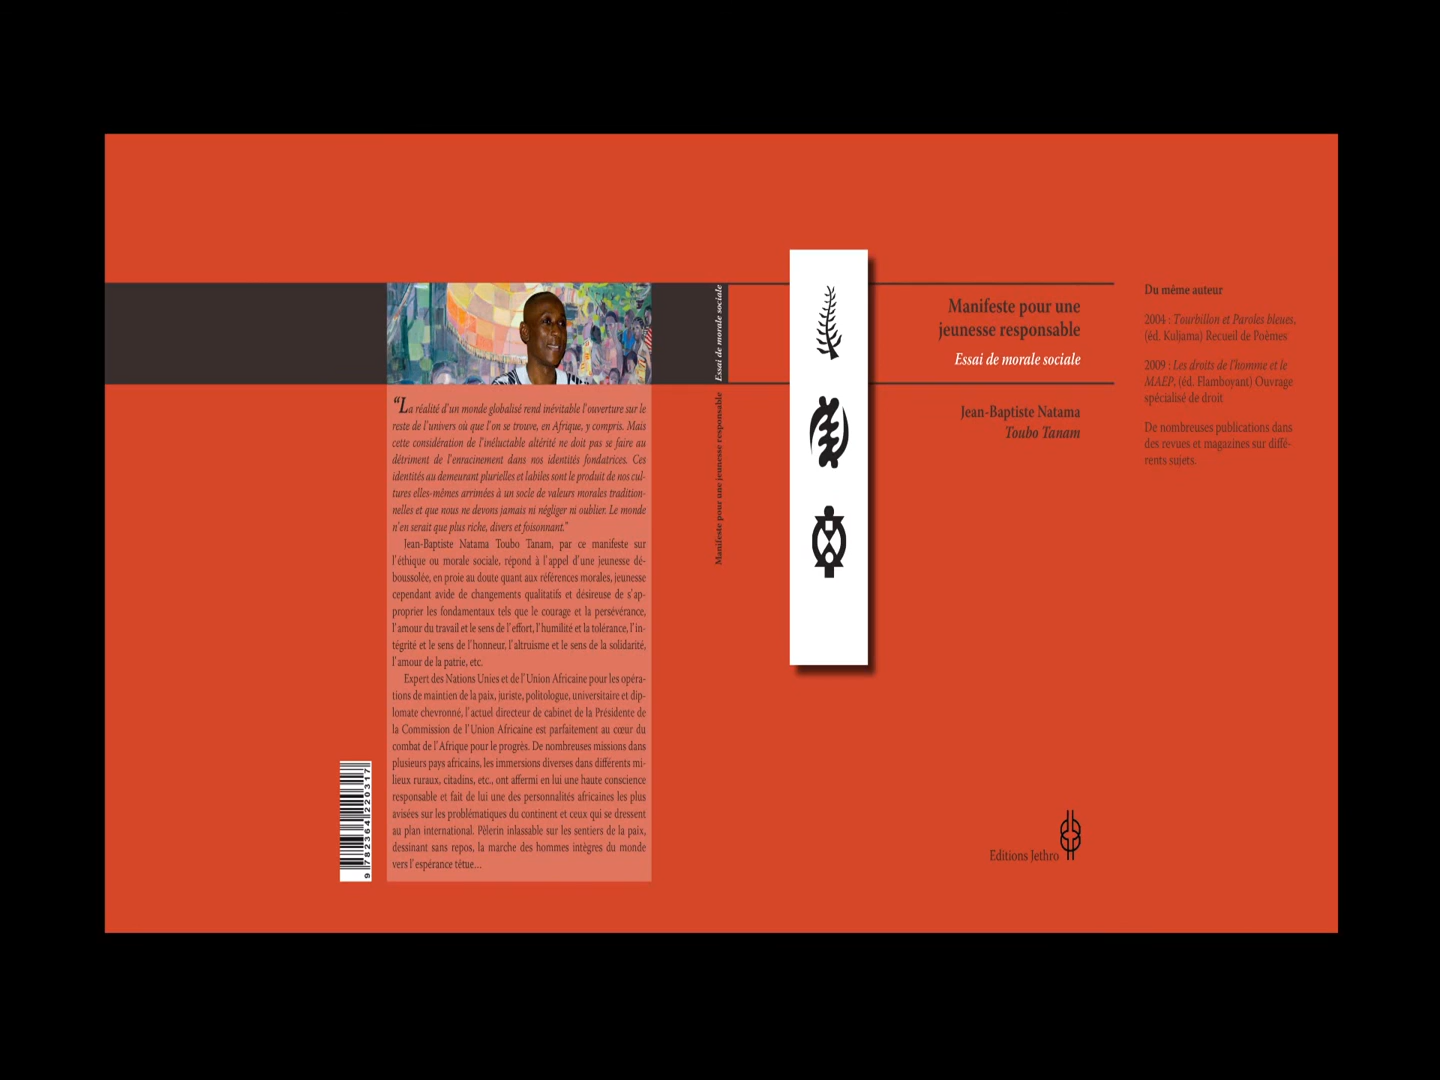 “La réalité d'un monde globalisé rend inévitable l'ouverture sur le
reste de l'univers où que l'on se trouve, en Afrique, y compris. Mais
cette considération de l'inéluctable altérité ne doit pas se faire au
détriment de l'enracinement dans nos identités fondatrices. Ces
identités au demeurant plurielles et labiles sont le produit de nos cul-
tures elles-mêmes arrimées à un socle de valeurs morales tradition-
nelles et que nous ne devons jamais ni négliger ni oublier. Le monde
n'en serait que plus riche, divers et foisonnant.”
Jean-Baptiste Natama Toubo Tanam, par ce manifeste sur
l'éthique ou morale sociale, répond à l'appel d'une jeunesse dé-
boussolée, en proie au doute quant aux références morales, jeunesse
cependant avide de changements qualitatifs et désireuse de s'ap-
proprier les fondamentaux tels que le courage et la persévérance,
l'amour du travail et le sens de l'effort, l'humilité et la tolérance, l'in-
tégrité et le sens de l'honneur, l'altruisme et le sens de la solidarité,
l'amour de la patrie, etc.
Expert des Nations Unies et de l'Union Africaine pour les opéra-
tions de maintien de la paix, juriste, politologue, universitaire et dip-
lomate chevronné, l'actuel directeur de cabinet de la Présidente de
la Commission de l'Union Africaine est parfaitement au cœur du
combat de l'Afrique pour le progrès. De nombreuses missions dans
plusieurs pays africains, les immersions diverses dans différents mi-
lieux ruraux, citadins, etc., ont affermi en lui une haute conscience
responsable et fait de lui une des personnalités africaines les plus
avisées sur les problématiques du continent et ceux qui se dressent
au plan international. Pèlerin inlassable sur les sentiers de la paix,
dessinant sans repos, la marche des hommes intègres du monde
vers l'espérance têtue...
9 782364 220317
Manifeste pour une jeunesse responsable Essai de morale sociale
Manifeste pour une
jeunesse responsable
Essai de morale sociale
Jean-Baptiste Natama
Toubo Tanam
Editions Jethro
Du même auteur
2004 : Tourbillon et Paroles bleues,
(éd. Kuljama) Recueil de Poèmes
2009 : Les droits de l'homme et le
MAEP, (éd. Flamboyant) Ouvrage
spécialisé de droit
De nombreuses publications dans
des revues et magazines sur diffé-
rents sujets.